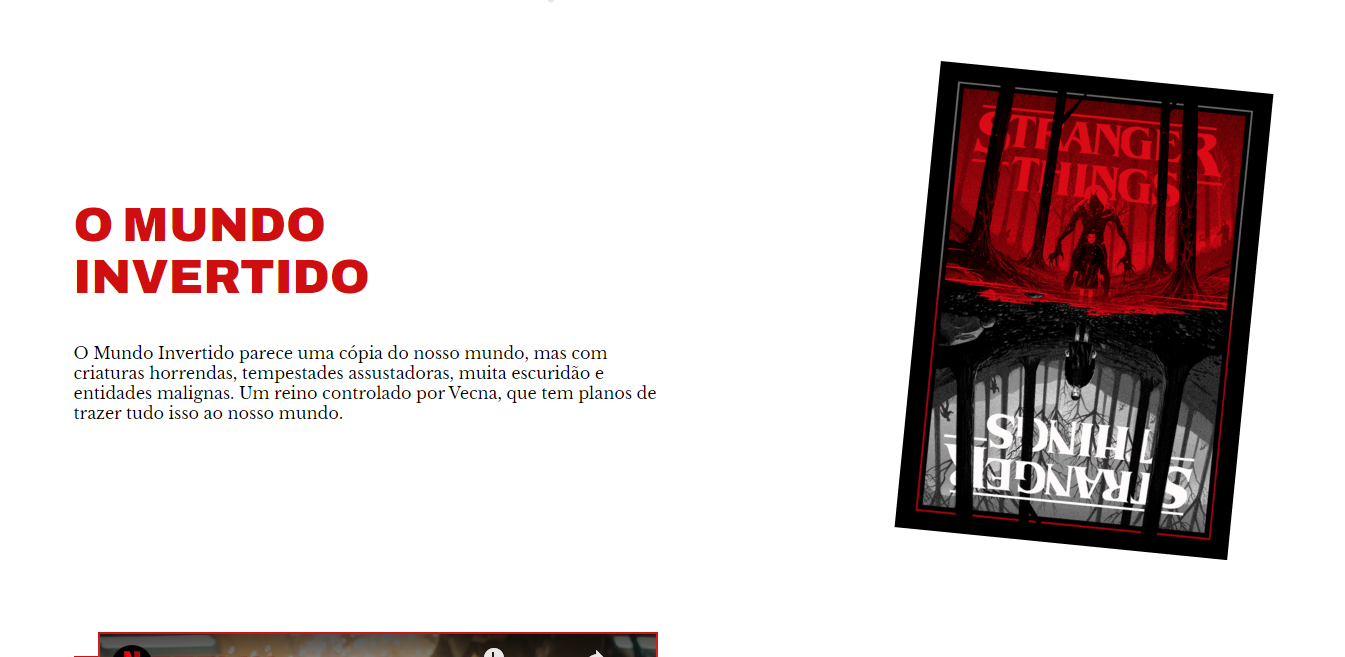 O MUNDO
INVERTIDO
O Mundo Invertido parece uma cópia do nosso mundo, mas com
criaturas horrendas, tempestades assustadoras, muita escuridão e
entidades malignas. Um reino controlado por Vecna, que tem planos de
trazer tudo isso ao nosso mundo.
STRANGER
THINGS
THINGS
STRANGER